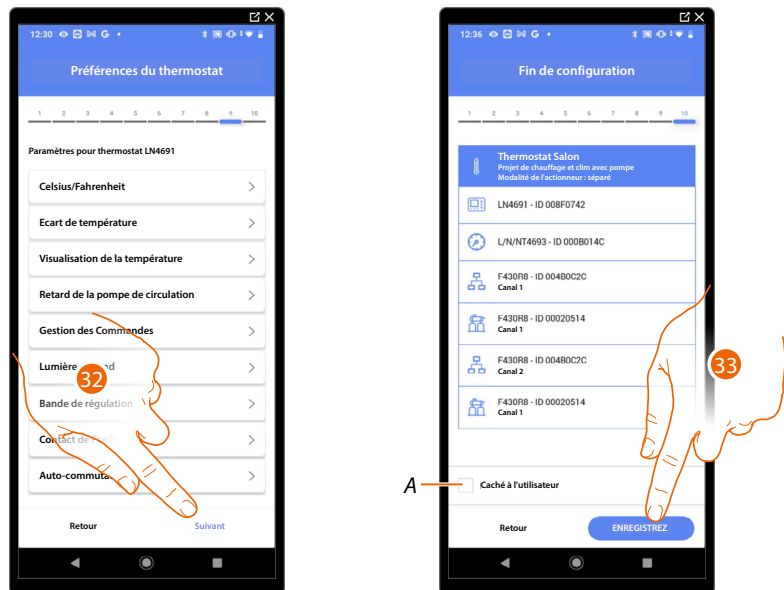 12:30
Préférences du thermostat
1 2 3 4 5 6 7 8 9 10
Paramètres pour thermostat LN4691
Celsius/Fahrenheit
Ecart de température
Visualisation de la température
Retard de la pompe de circulation
Gestion des Commandes
Lumière
32
Bande de régulation
Contact de
Auto-commuta
Retour
Suivant
12:36
Fin de configuration
1 2 3 4 5 6 7 8 9 10
Thermostat Salon
Projet de chauffage et clim avec pompe
Modalité de l'actionneur : séparé
LN4691 - ID 008F0742
L/N/NT4693 - ID 000B014C
F430R8 - ID 004B0C2C
Canal 1
F430R8 - ID 00020514
Canal 1
F430R8 - ID 004B0C2C
Canal 2
F430R8 - ID 00020514
Canal 1
33
A
Caché à l'utilisateur
Retour
ENREGISTREZ